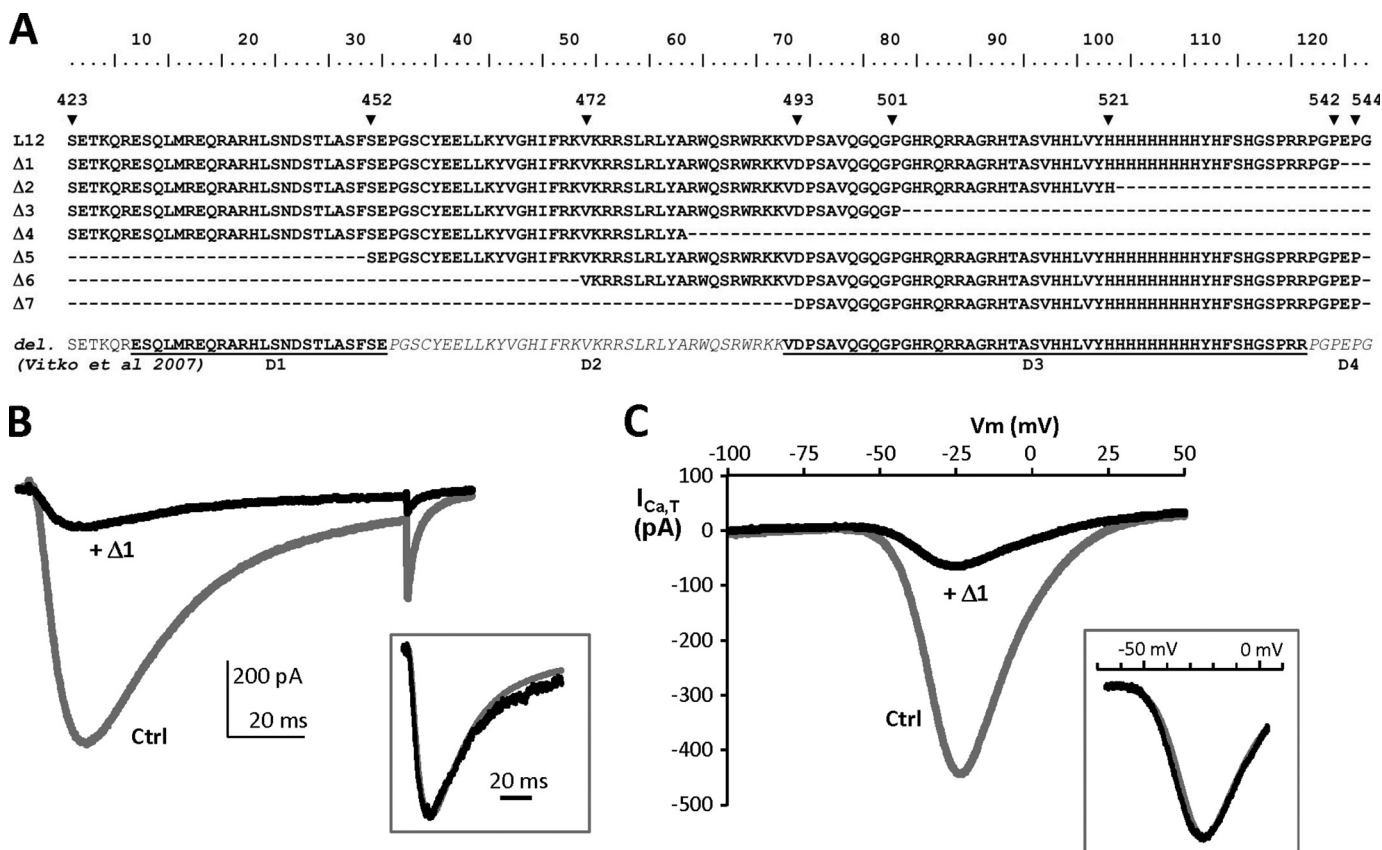 A
10 20 30 40 50 60 70 80 90 100 110 120
423 452 472 493 501 521 542 544
L12 SETKQRESQLMREQRARHLSNDSTLASFSEPGSCYEELLKYVGHIFRKVKRRSLRLYARWQSRWRKKVDPSAVQGQGPGHRQRRAGRHTASVHHLVYHHHHHHHHHYHFSHGSPRRPGPEPG
Δ1 SETKQRESQLMREQRARHLSNDSTLASFSEPGSCYEELLKYVGHIFRKVKRRSLRLYARWQSRWRKKVDPSAVQGQGPGHRQRRAGRHTASVHHLVYHHHHHHHHHYHFSHGSPRRPGP---
Δ2 SETKQRESQLMREQRARHLSNDSTLASFSEPGSCYEELLKYVGHIFRKVKRRSLRLYARWQSRWRKKVDPSAVQGQGPGHRQRRAGRHTASVHHLVYH------------------------
Δ3 SETKQRESQLMREQRARHLSNDSTLASFSEPGSCYEELLKYVGHIFRKVKRRSLRLYARWQSRWRKKVDPSAVQGQGP--------------------------------------------
Δ4 SETKQRESQLMREQRARHLSNDSTLASFSEPGSCYEELLKYVGHIFRKVKRRSLRLYA----------------------------------------------------------------
Δ5 ----------------------------SEPGSCYEELLKYVGHIFRKVKRRSLRLYARWQSRWRKKVDPSAVQGQGPGHRQRRAGRHTASVHHLVYHHHHHHHHHYHFSHGSPRRPGPEP-
Δ6 ------------------------------------------------VKRRSLRLYARWQSRWRKKVDPSAVQGQGPGHRQRRAGRHTASVHHLVYHHHHHHHHHYHFSHGSPRRPGPEP-
Δ7 --------------------------------------------------------------------DPSAVQGQGPGHRQRRAGRHTASVHHLVYHHHHHHHHHYHFSHGSPRRPGPEP-
del. SETKQRESQLMREQRARHLSNDSTLASFSEPGSCYEELLKYVGHIFRKVKRRSLRLYARWQSRWRKKVDPSAVQGQGPGHRQRRAGRHTASVHHLVYHHHHHHHHHYHFSHGSPRRPGPEPG
(Vitko et al 2007) D1 D2 D3 D4
B
+ Δ1
Ctrl
200 pA
20 ms
20 ms
C
Vm (mV)
-100 -75 -50 -25 0 25 50
I Ca,T
(pA)
100
0
-100
-200
-300
-400
-500
+ Δ1
Ctrl
-50 mV 0 mV